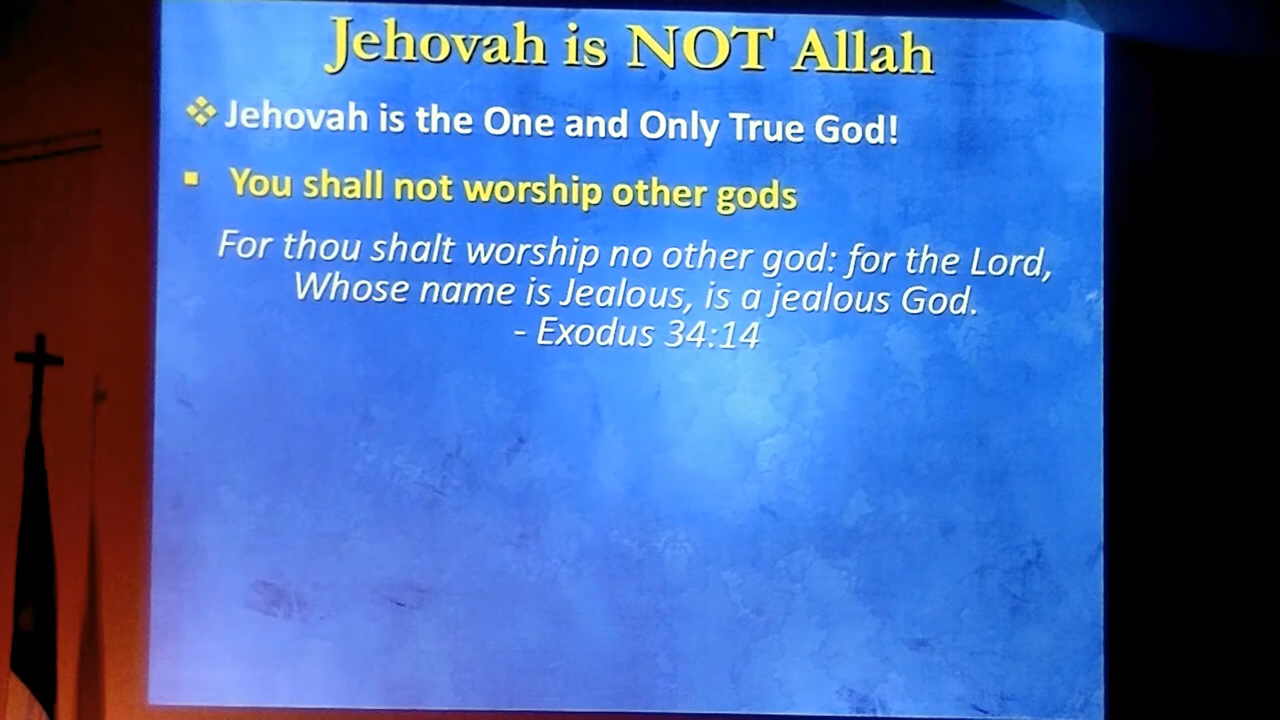 Jehovah is NOT Allah
Jehovah is the One and Only True God!
You shall not worship other gods
For thou shalt worship no other god: for the Lord,
Whose name is Jealous, is a jealous God.
- Exodus 34:14